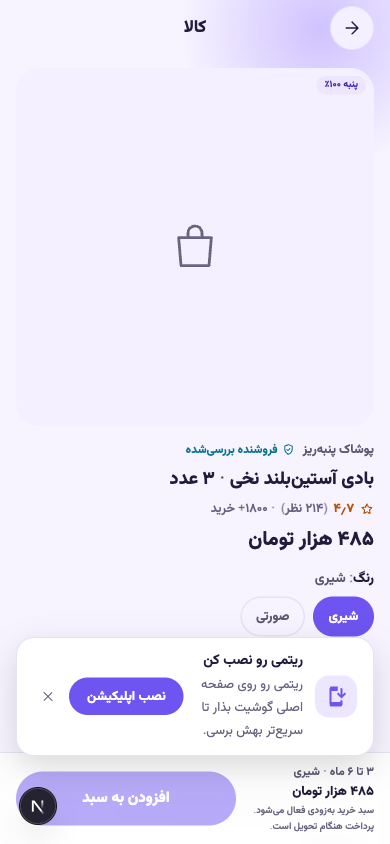 کالا
پنبه ۱۰۰٪
پوشاک پنبه‌ریز
فروشنده بررسی‌شده
بادی آستین‌بلند نخی · ۳ عدد
۴٫۷ (۲۱۴ نظر) · ۱۸۰۰+ خرید
۴۸۵ هزار تومان
رنگ: شیری
شیری
صورتی
ریتمی رو نصب کن
ریتمی رو روی صفحه
اصلی گوشیت بذار تا
سریع‌تر بهش برسی.
نصب اپلیکیشن
۳ تا ۶ ماه · شیری
۴۸۵ هزار تومان
سبد خرید به‌زودی فعال می‌شود.
پرداخت هنگام تحویل است.
افزودن به سبد
N